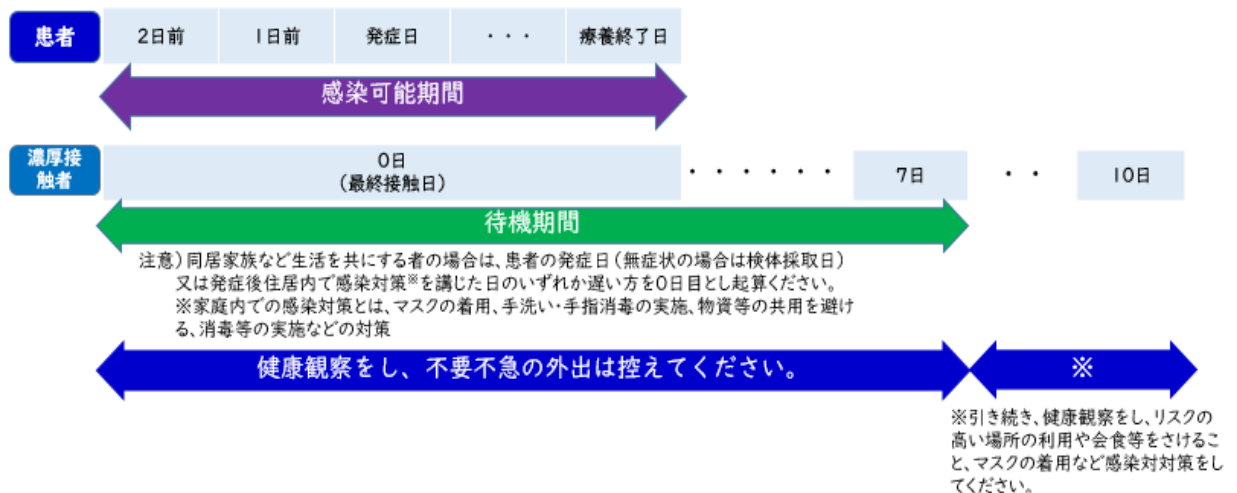 患者
2日前
1日前
発症日
・・・
療養終了日
感染可能期間
濃厚接
触者
0日
(最終接触日)
・・・・・・
7日
・・
10日
待機期間
注意)同居家族など生活を共にする者の場合は、患者の発症日(無症状の場合は検体採取日)
又は発症後住居内で感染対策※を講じた日のいずれか遅い方を0日目とし起算ください。
※家庭内での感染対策とは、マスクの着用、手洗い・手指消毒の実施、物資等の共用を避け
る、消毒等の実施などの対策
健康観察をし、不要不急の外出は控えてください。
※
※引き続き、健康観察をし、リスクの
高い場所の利用や会食等をさけるこ
と、マスクの着用など感染対対策をし
てください。